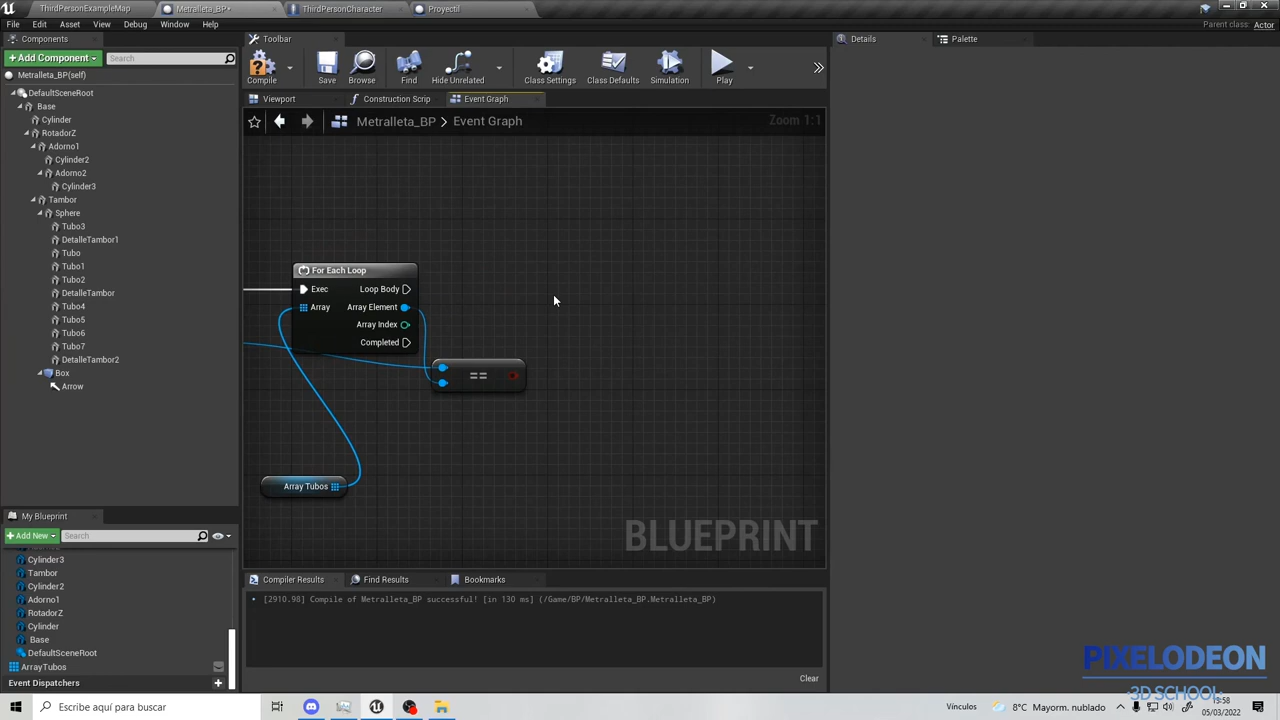 ThirdPersonExampleMap
Metralleta_BP*
ThirdPersonCharacter
Proyectil
File Edit Asset View Debug Window Help
Parent class: Actor
Components
+ Add Component
Search
Metralleta_BP(self)
DefaultSceneRoot
Base
Cylinder
RotadorZ
Adorno1
Cylinder2
Adorno2
Cylinder3
Tambor
Sphere
Tubo3
DetalleTambor1
Tubo
Tubo1
Tubo2
DetalleTambor
Tubo4
Tubo5
Tubo6
Tubo7
DetalleTambor2
Box
Arrow
My Blueprint
+ Add New
Search
Cylinder3
Tambor
Cylinder2
Adorno1
RotadorZ
Cylinder
Base
DefaultSceneRoot
ArrayTubos
Event Dispatchers
Toolbar
Compile
Save
Browse
Find
Hide Unrelated
Class Settings
Class Defaults
Simulation
Play
Viewport
Construction Scrip
Event Graph
Metralleta_BP > Event Graph
Zoom 1:1
For Each Loop
Exec Loop Body
Array Array Element
Array Index
Completed
==
Array Tubos
BLUEPRINT
Compiler Results
Find Results
Bookmarks
[2910.98] Compile of Metralleta_BP successful! [in 130 ms] (/Game/BP/Metralleta_BP.Metralleta_BP)
Clear
Details
Palette
PIXELODEON
3D SCHOOL
Escribe aquí para buscar
Vínculos
8°C Mayorm. nublado
15:58
05/03/2022